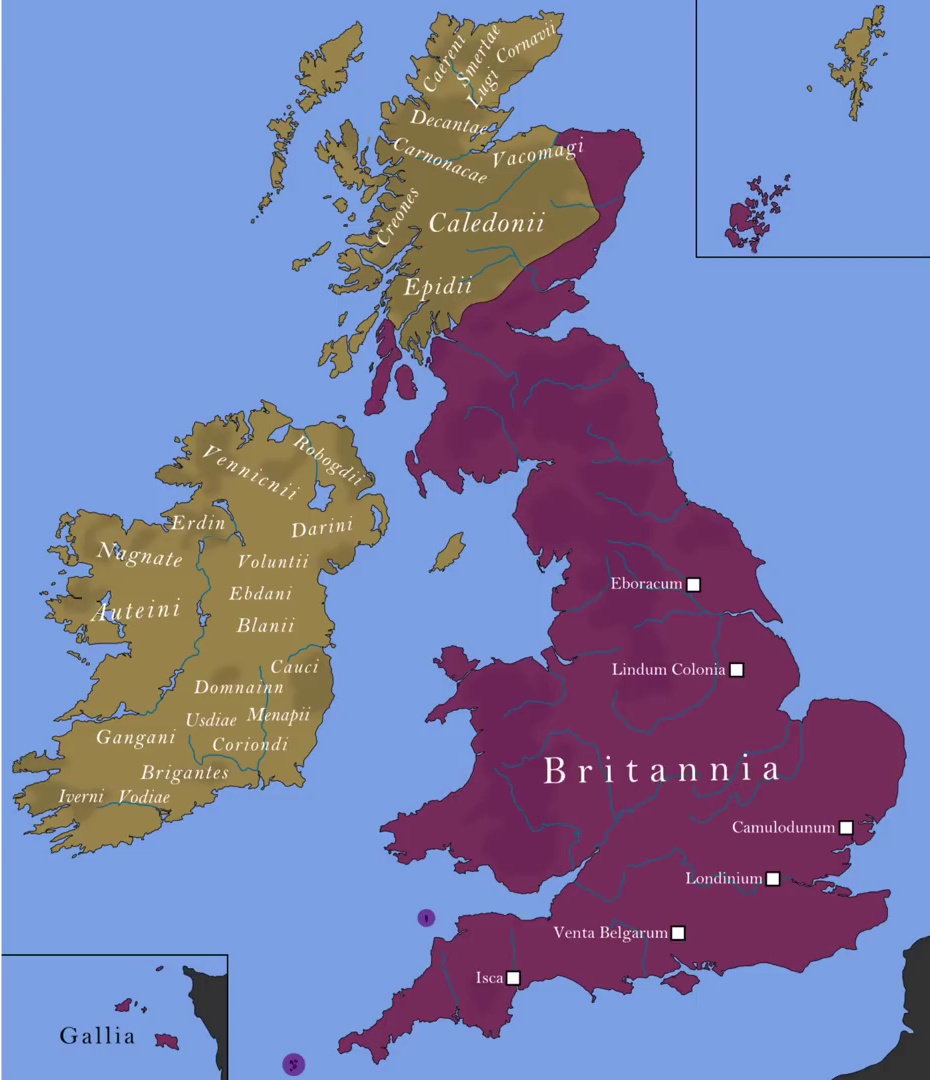 Caereni
Smertae
Cornavii
Lugi
Decantae
Carnonacae
Vacomagi
Creones
Caledonii
Epidii
Robogdii
Vennicnii
Erdin
Darini
Nagnate
Voluntii
Ebdani
Auteini
Blanii
Cauci
Domnainn
Usdiae
Menapii
Gangani
Coriondi
Brigantes
Iverni
Vodiae
Eboracum
Lindum Colonia
Britannia
Camulodunum
Londinium
Venta Belgarum
Isca
Gallia